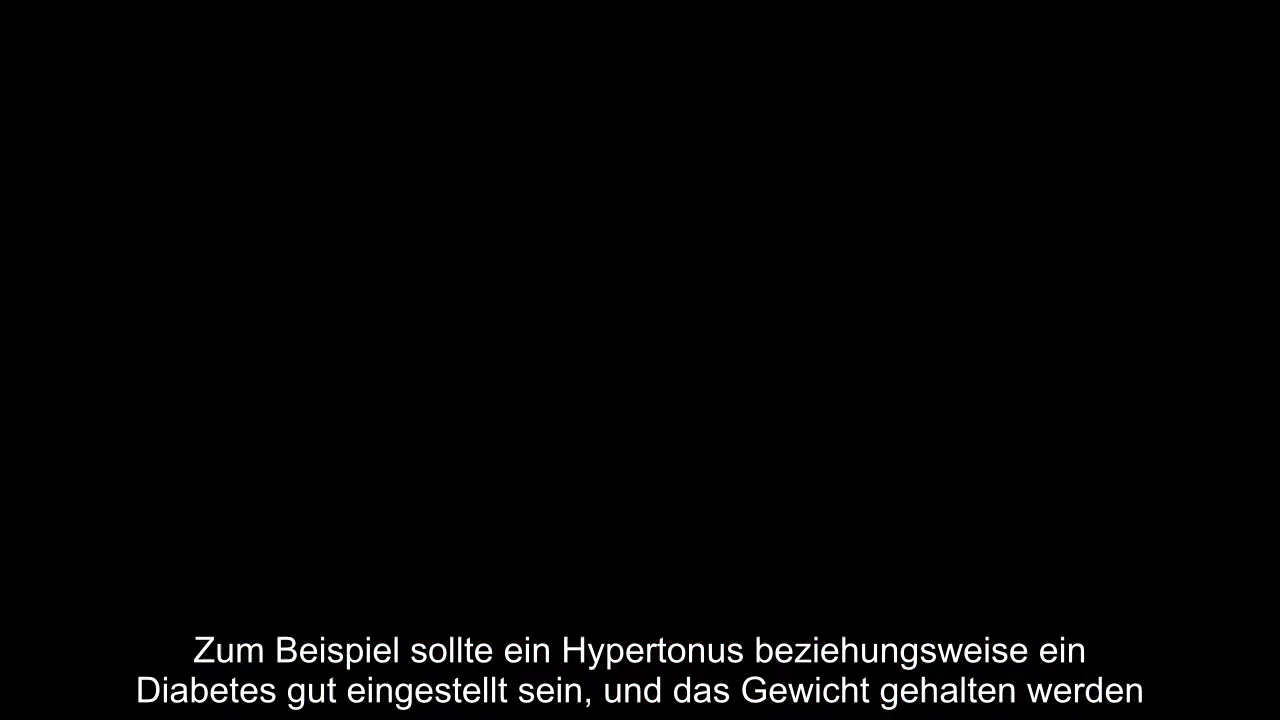 Zum Beispiel sollte ein Hypertonus beziehungsweise ein
Diabetes gut eingestellt sein, und das Gewicht gehalten werden